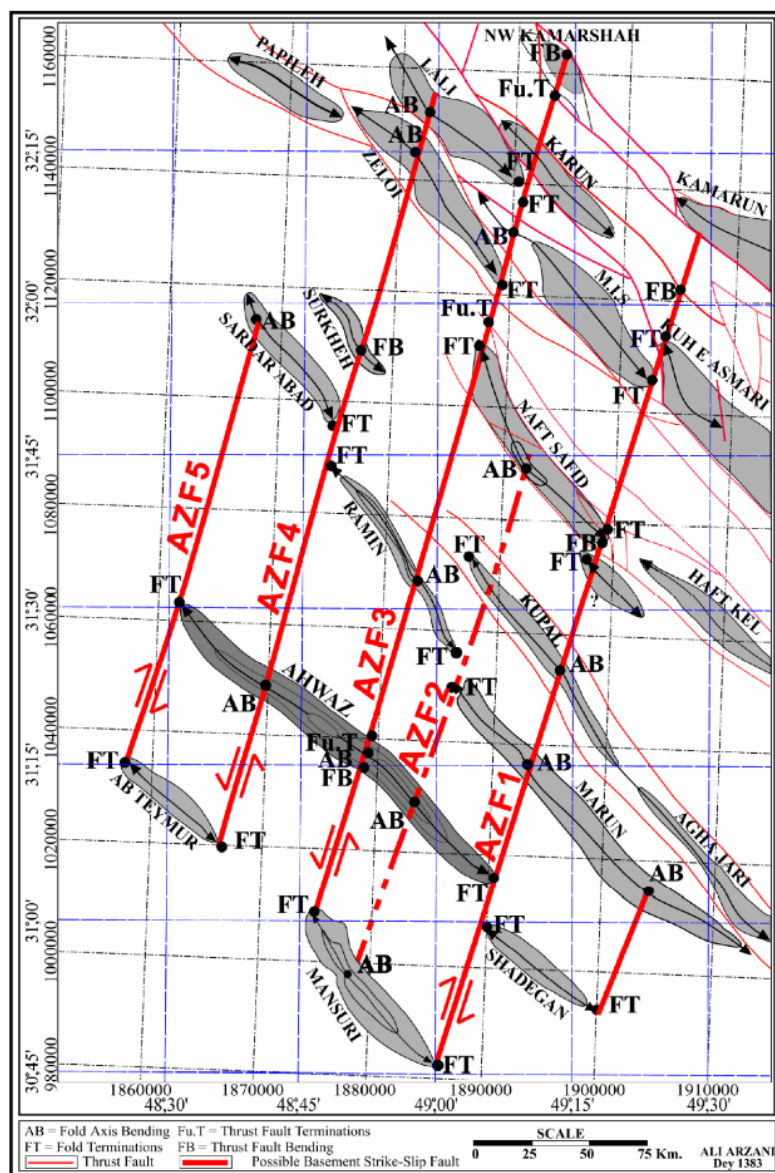 NW KAMARSHAH
FB
PAPILEH
LALI
Fu.T
AB
AB
ZELOI
FT
KARUN
KAMARUN
FT
AB
M.I.S
FB
FT
SURKHEH
Fu.T
SARDAR ABAD
AB
FB
FT
FT
KUH E ASMARI
FT
FT
FT
NAFT SAFID
AB
RAMIN
AZF5
AZF4
FT
FT
FB
FT
?
HAFT KEL
FT
AB
AZF3
KUPAL
FT
FT
AB
AHWAZ
AB
AZF2
Fu.T
AB
FB
AB
FT
AB TEYMUR
FT
AZF1
AB
MARUN
AGHA JARI
AB
FT
FT
FT
SHADEGAN
FT
MANSURI
AB
FT
1160000
32°15'
1140000
1120000
32°00'
1100000
31°45'
1080000
31°30'
1060000
1040000
31°15'
1020000
31°00'
1000000
30°45'
980000
1860000
1870000
1880000
1890000
1900000
1910000
48°30'
48°45'
49°00'
49°15'
49°30'
AB = Fold Axis Bending Fu.T = Thrust Fault Terminations
FT = Fold Terminations FB = Thrust Fault Bending
Thrust Fault Possible Basement Strike-Slip Fault
SCALE
0 25 50 75 Km.
ALI ARZANI
Dey 1383